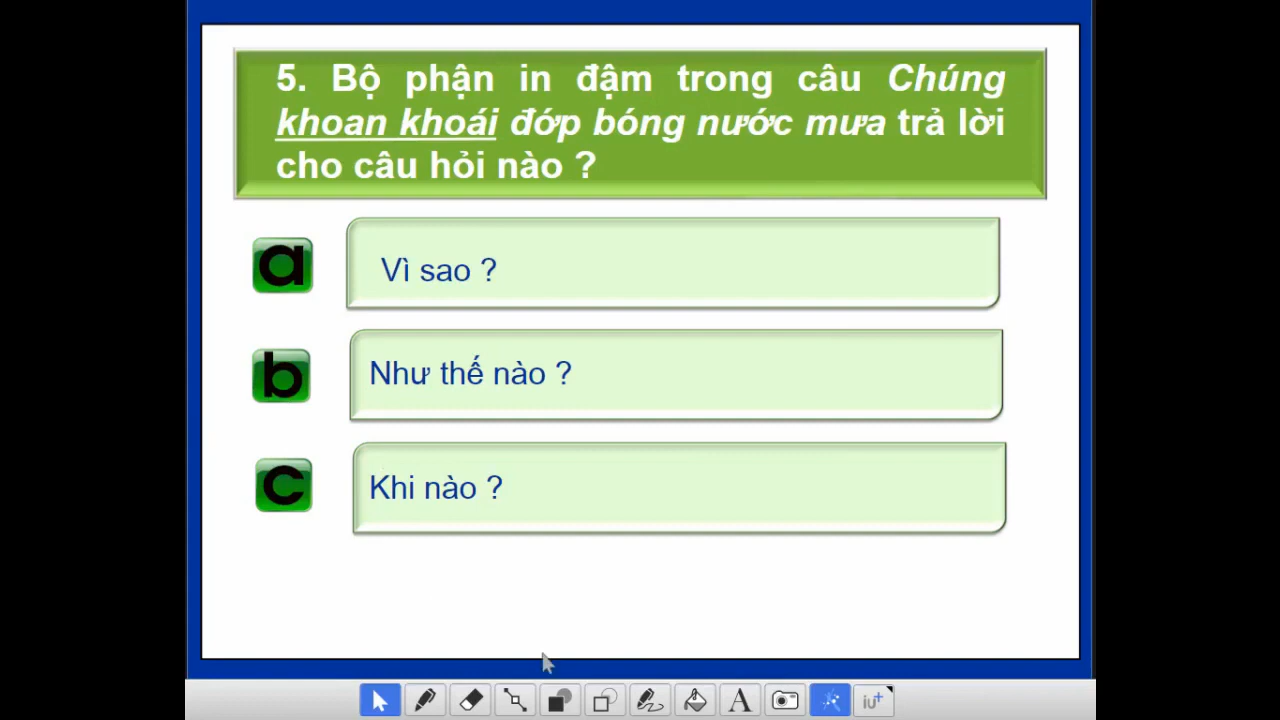 5. Bộ phận in đậm trong câu Chúng
khoan khoái đớp bóng nước mưa trả lời
cho câu hỏi nào ?
a
Vì sao ?
b
Như thế nào ?
c
Khi nào ?
A
iu+